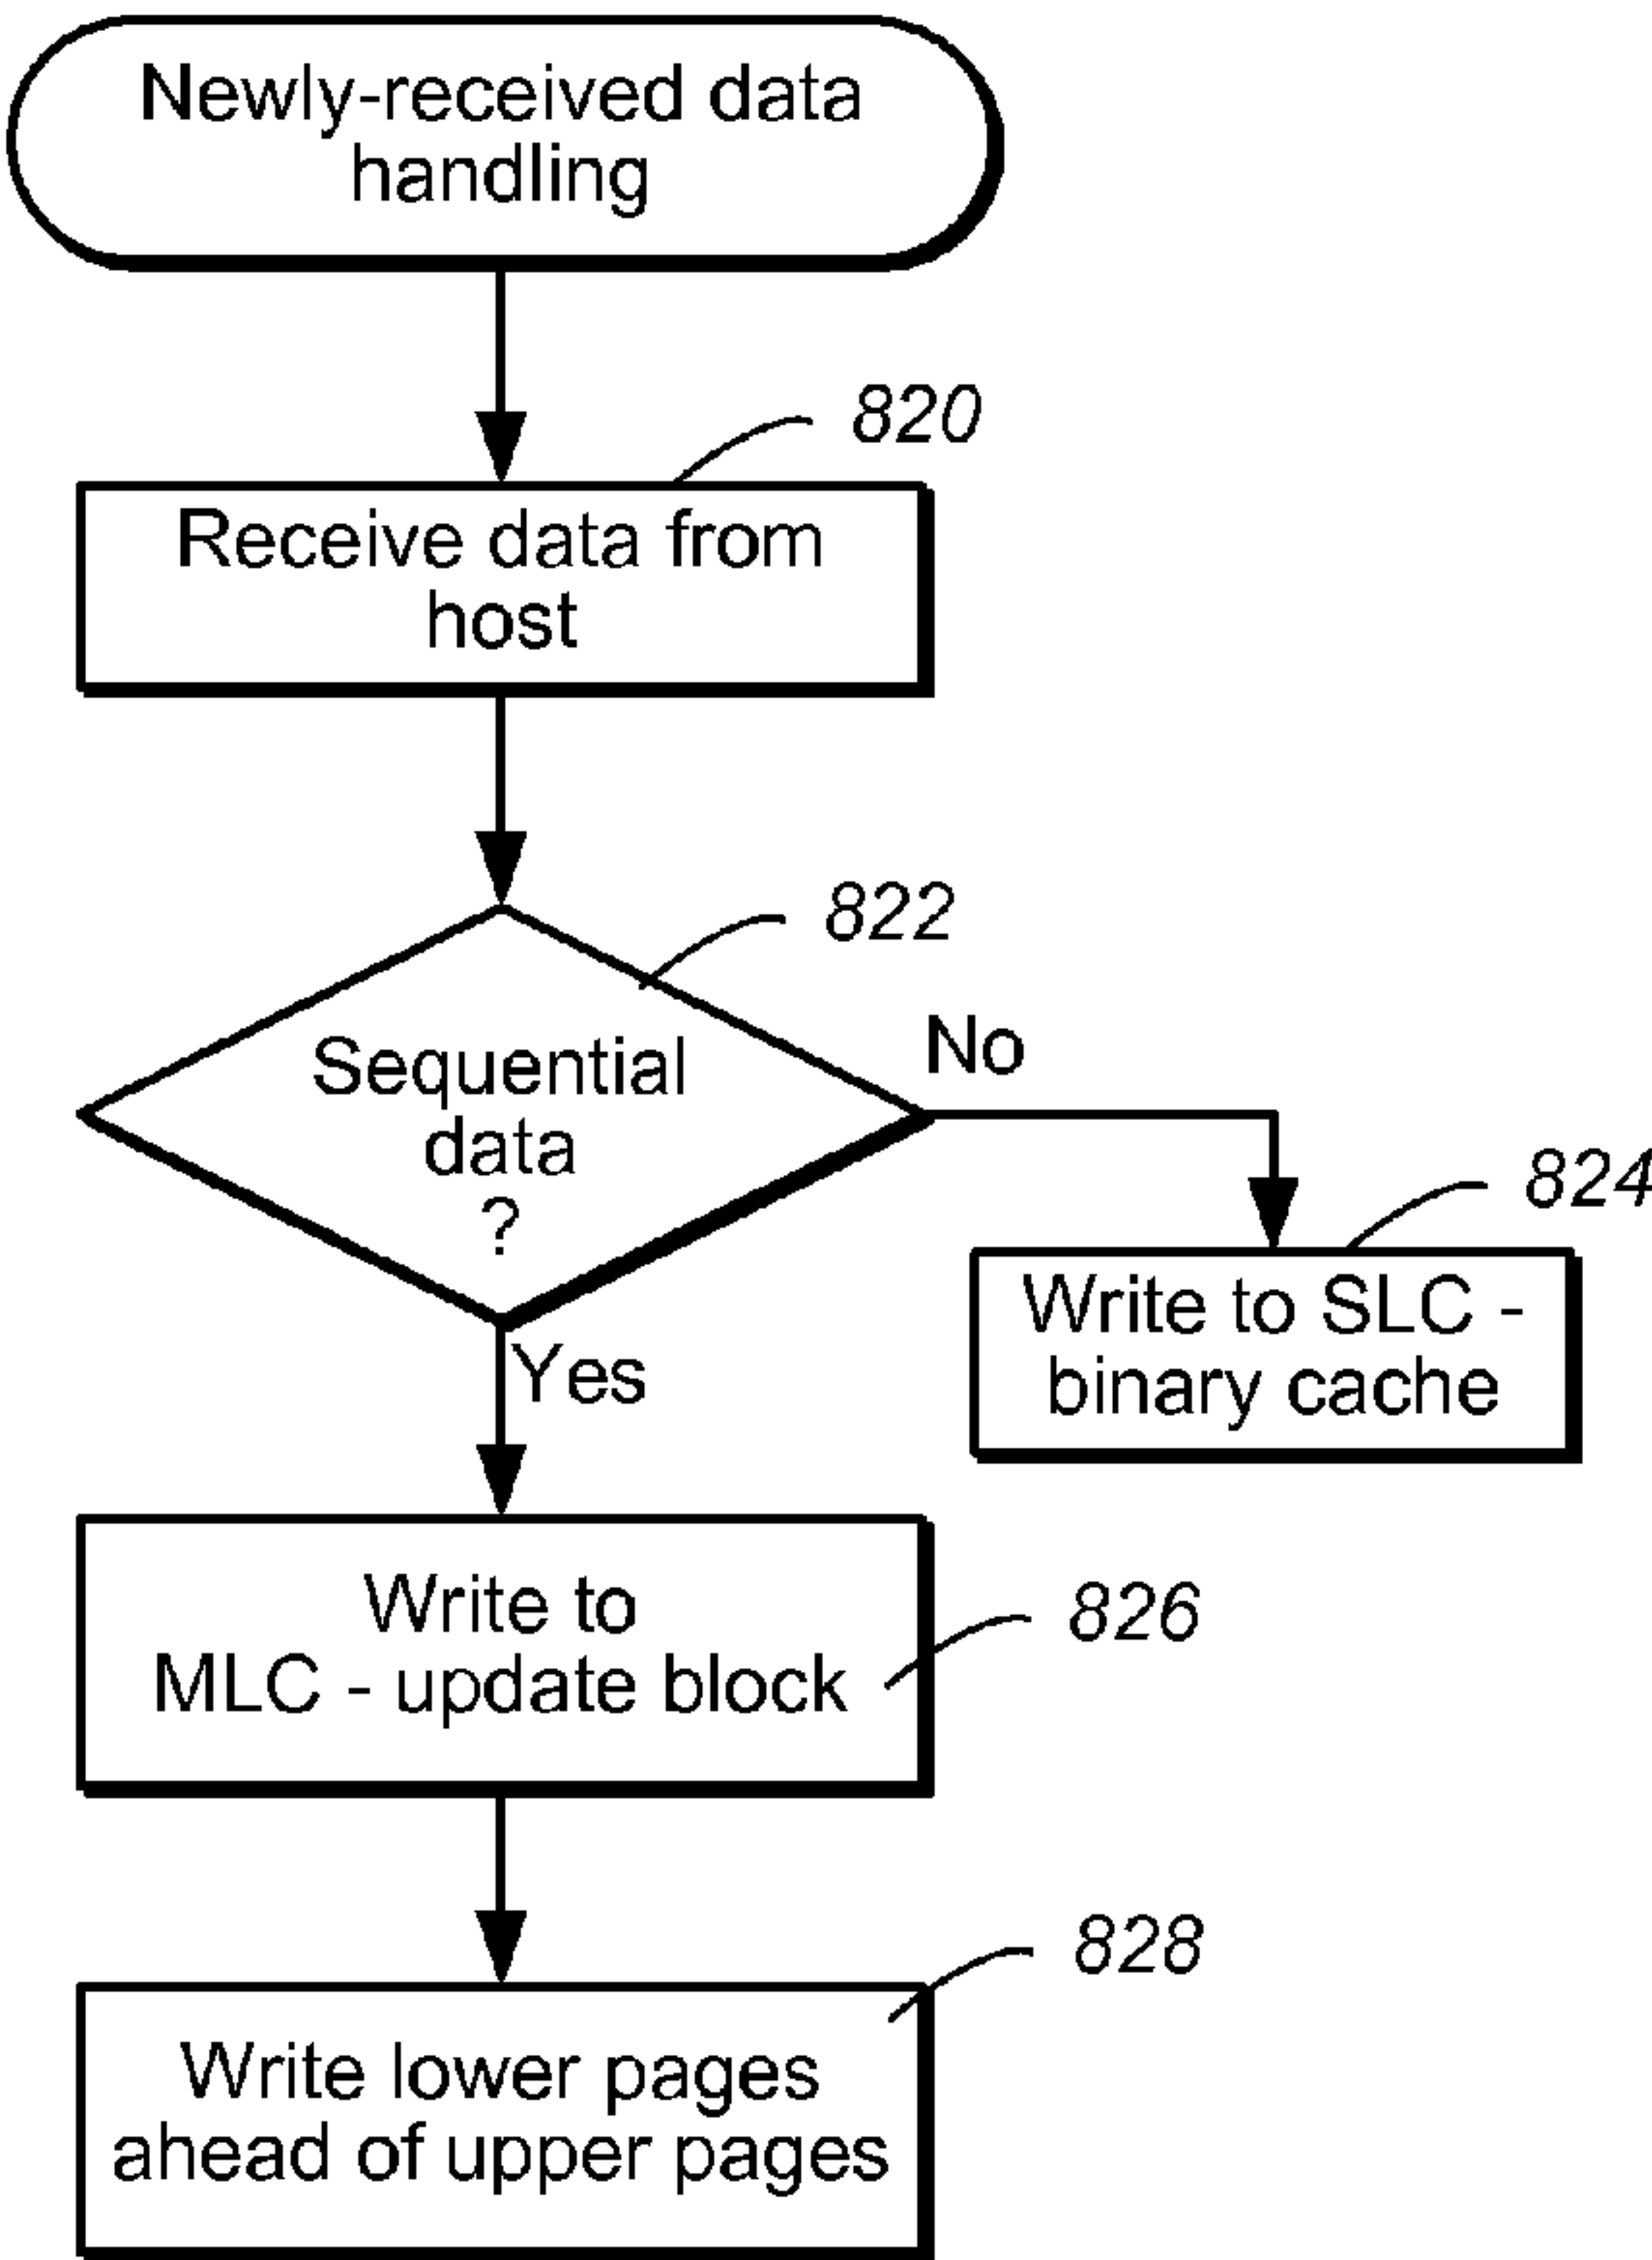 Newly-received data
handling
820
Receive data from
host
822
Sequential
data
?
No
824
Write to SLC -
binary cache
Yes
Write to
MLC - update block
826
828
Write lower pages
ahead of upper pages